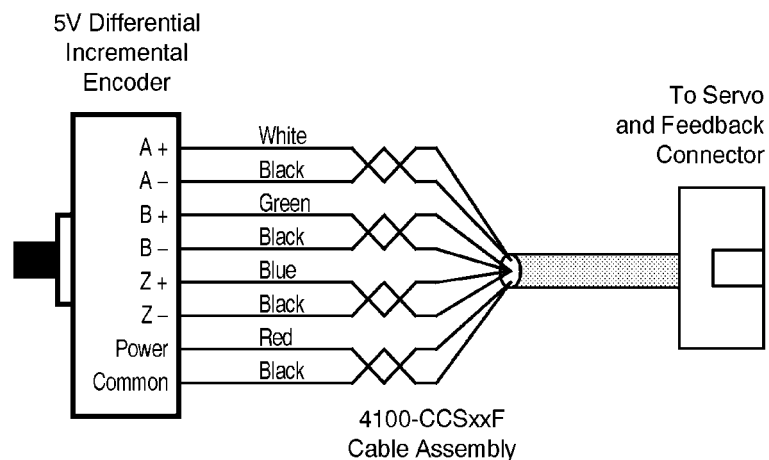 5V Differential
Incremental
Encoder
To Servo
and Feedback
Connector
A +
White
A –
Black
B +
Green
B –
Black
Z +
Blue
Z –
Black
Power
Red
Common
Black
4100-CCSxxF
Cable Assembly